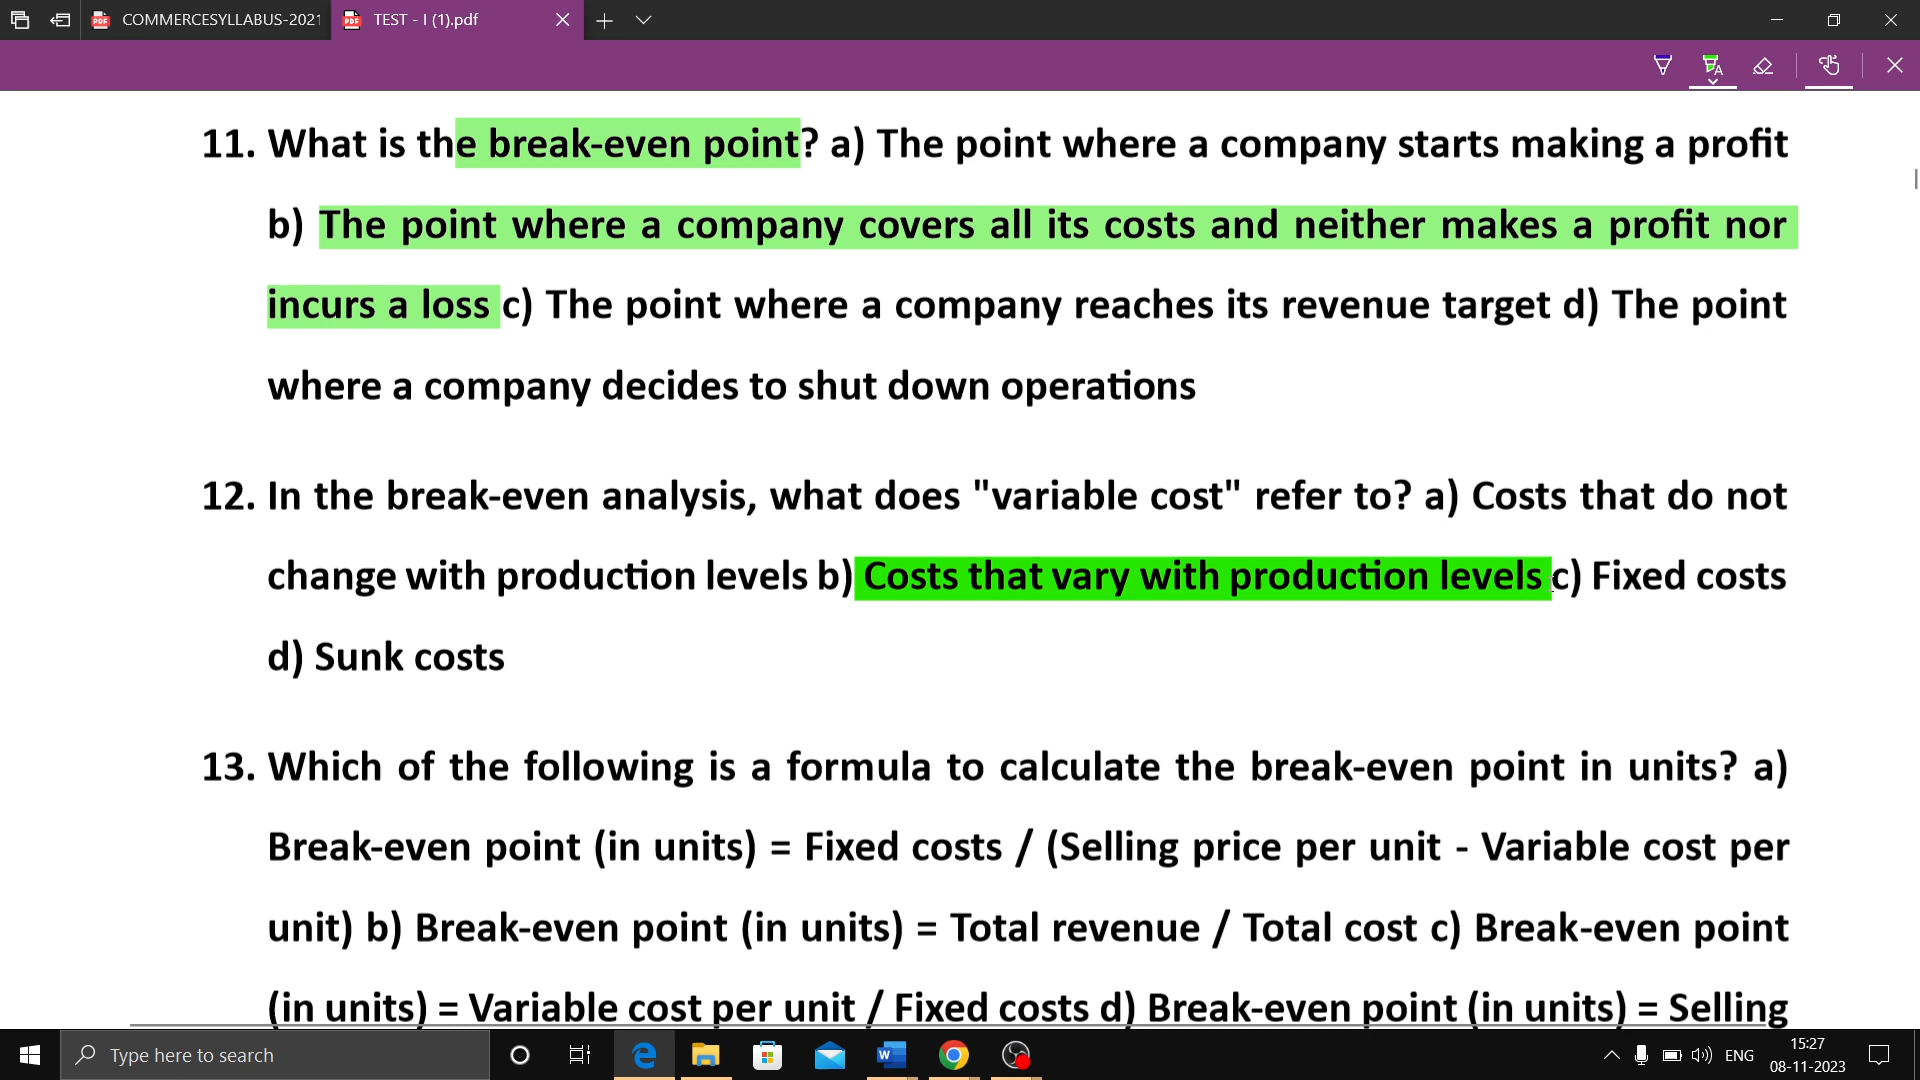 COMMERCESYLLABUS-2021
TEST - I (1).pdf
11. What is the break-even point? a) The point where a company starts making a profit
b) The point where a company covers all its costs and neither makes a profit nor
incurs a loss c) The point where a company reaches its revenue target d) The point
where a company decides to shut down operations
12. In the break-even analysis, what does "variable cost" refer to? a) Costs that do not
change with production levels b) Costs that vary with production levels c) Fixed costs
d) Sunk costs
13. Which of the following is a formula to calculate the break-even point in units? a)
Break-even point (in units) = Fixed costs / (Selling price per unit - Variable cost per
unit) b) Break-even point (in units) = Total revenue / Total cost c) Break-even point
(in units) = Variable cost per unit / Fixed costs d) Break-even point (in units) = Selling
Type here to search
ENG
15:27
08-11-2023